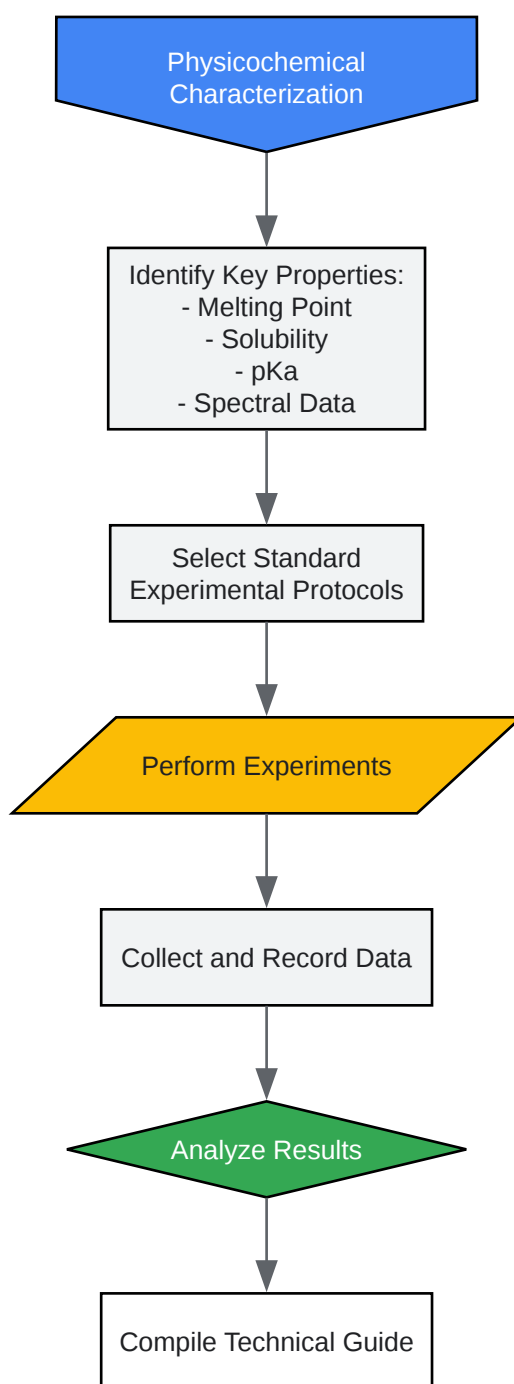 Physicochemical
Characterization
Identify Key Properties:
- Melting Point
- Solubility
- pKa
- Spectral Data
Select Standard
Experimental Protocols
Perform Experiments
Collect and Record Data
Analyze Results
Compile Technical Guide